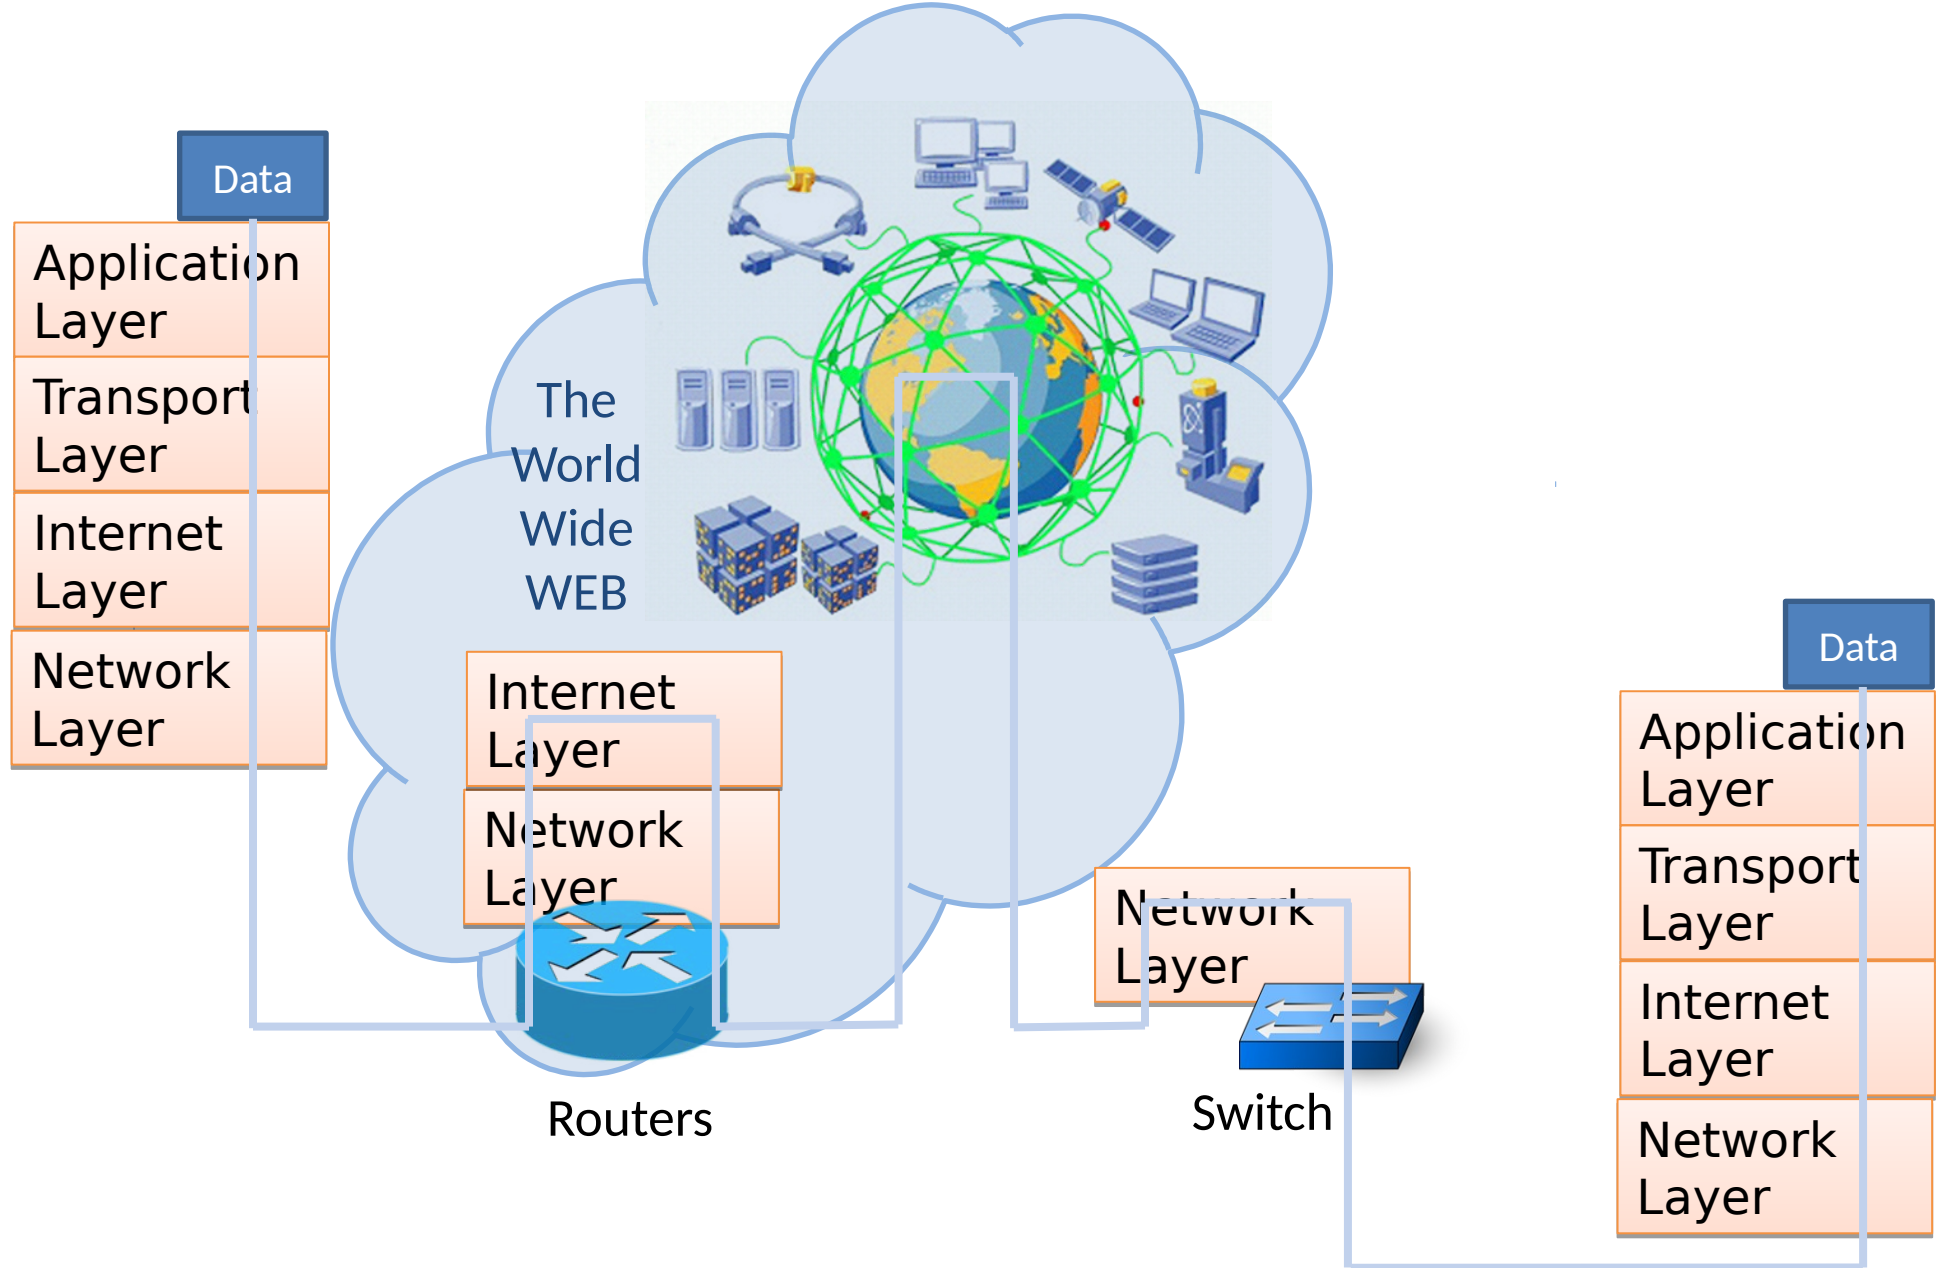 Data
Application
Layer
Transport
Layer
Internet
Layer
Network
Layer
The
World
Wide
WEB
Internet
Layer
Network
Layer
Routers
Network
Layer
Switch
Data
Application
Layer
Transport
Layer
Internet
Layer
Network
Layer